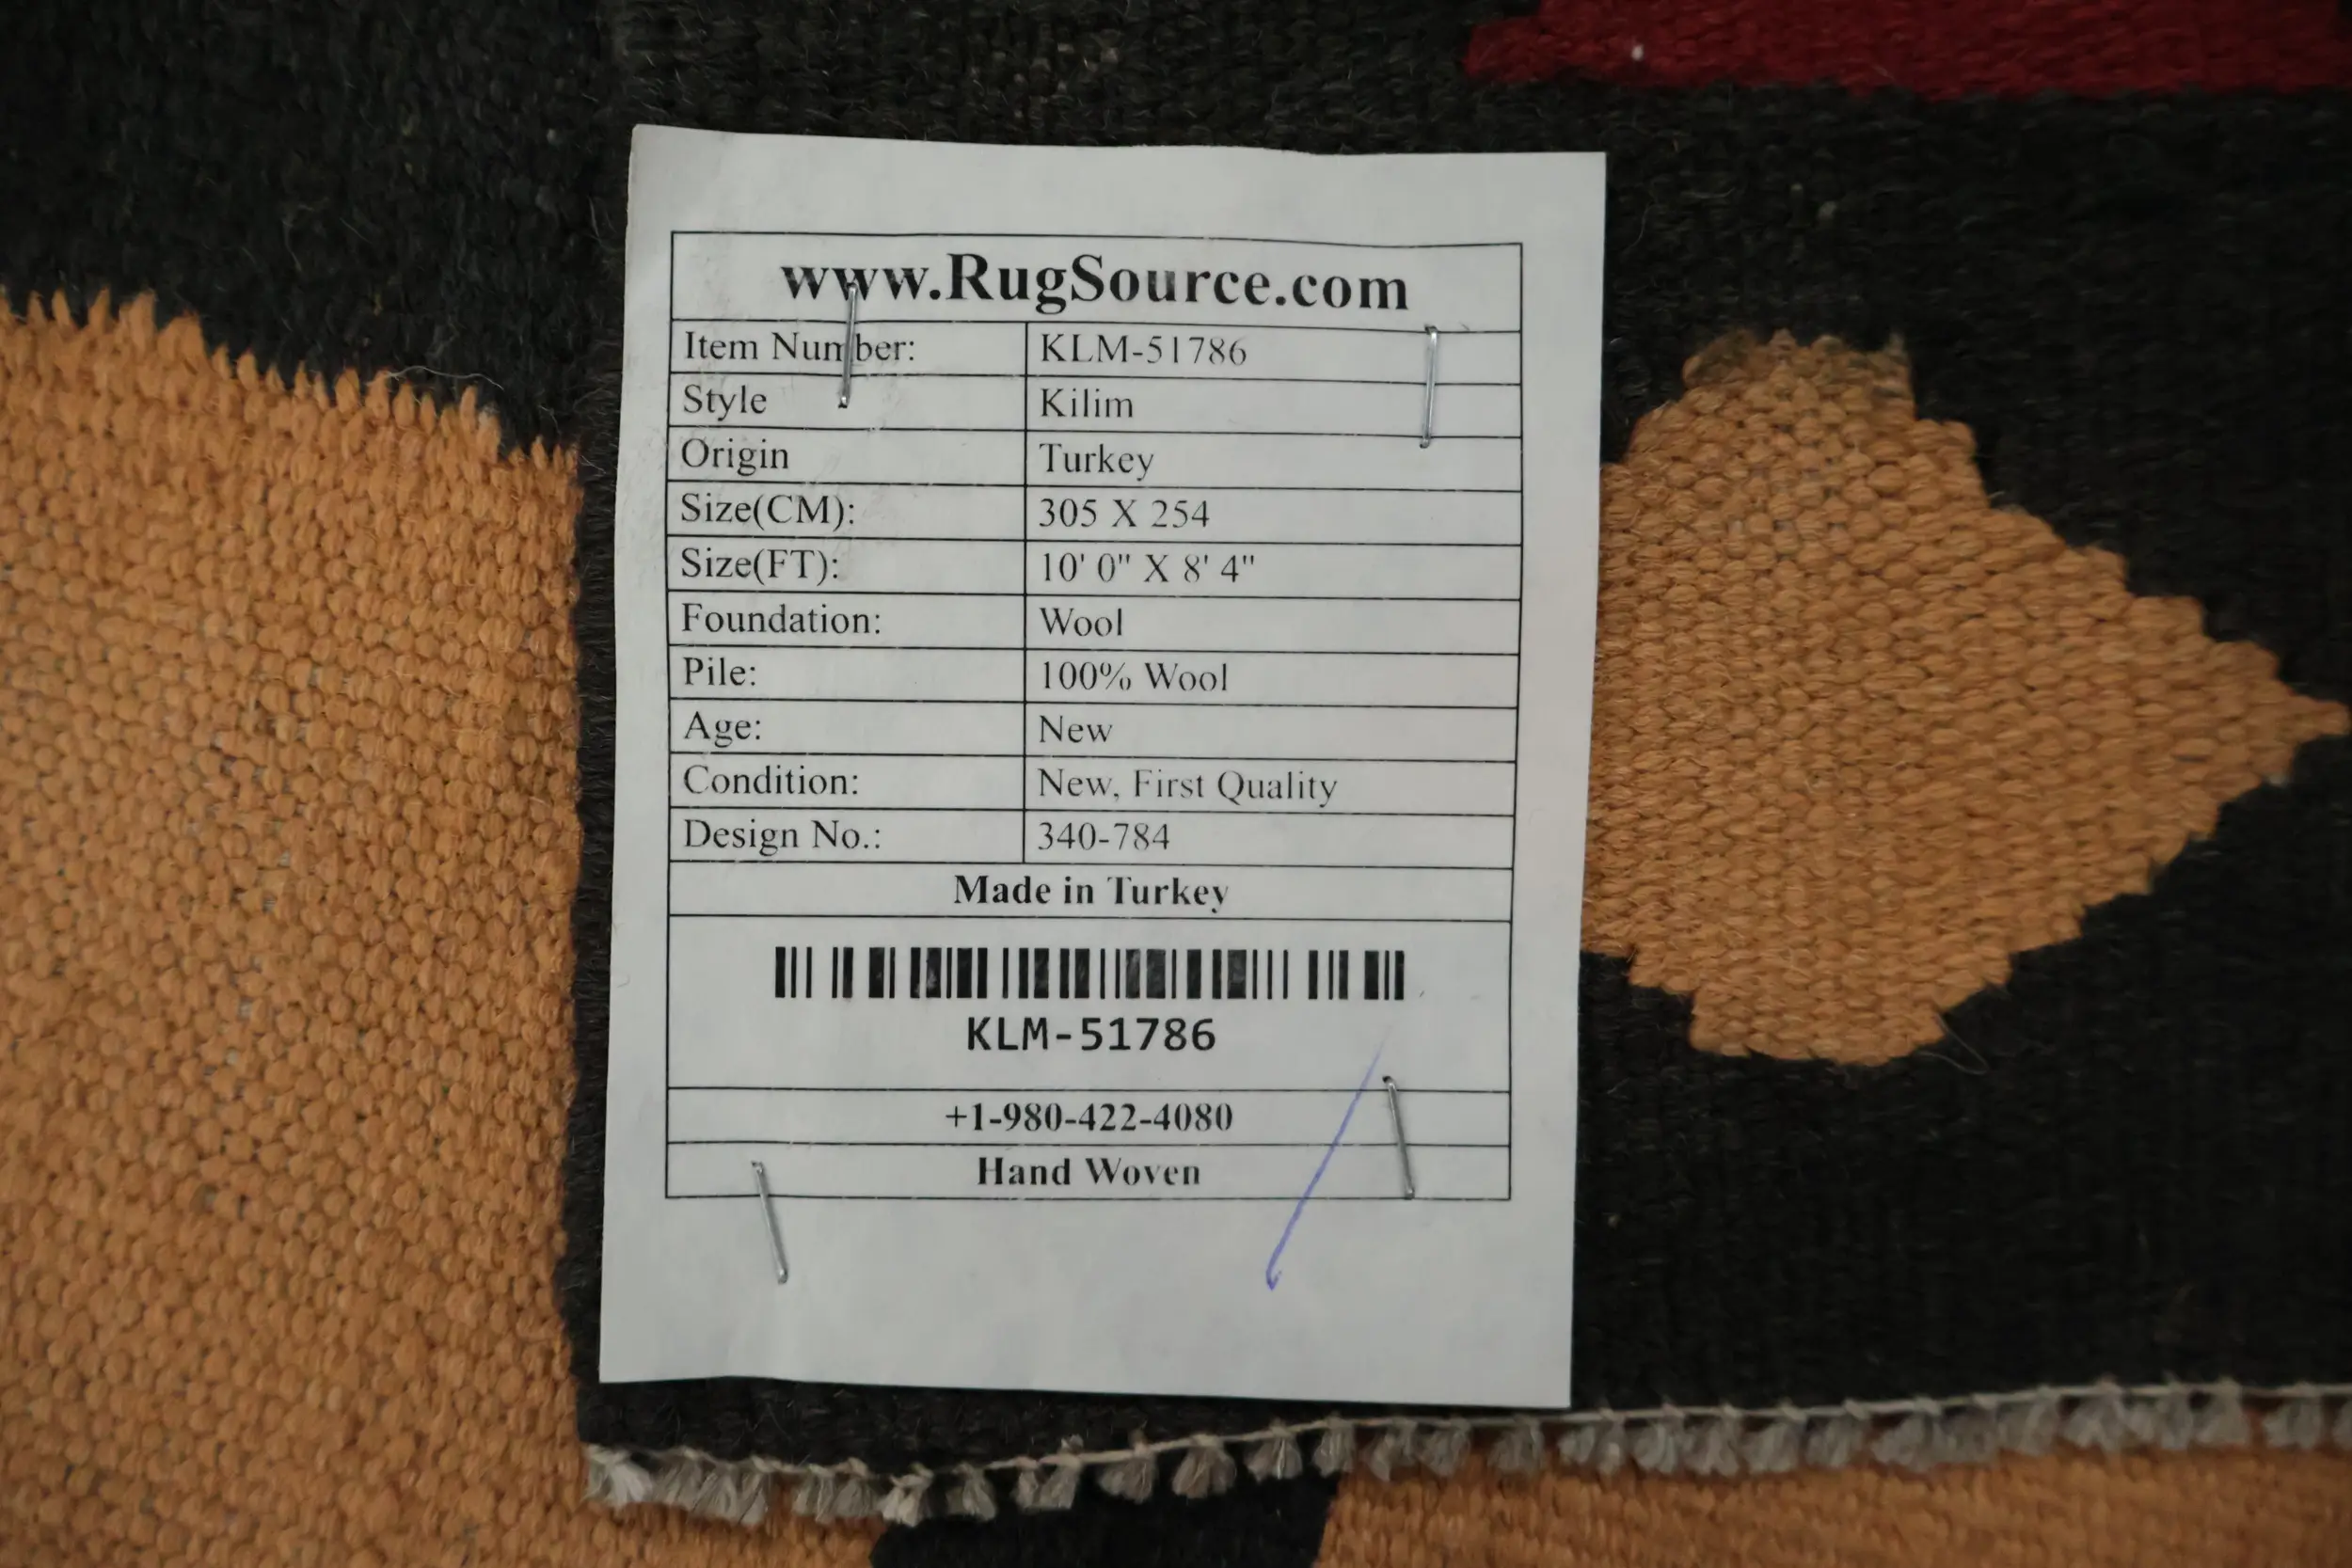 www.RugSource.com
Item Number: KLM-51786
Style Kilim
Origin Turkey
Size(CM): 305 X 254
Size(FT): 10' 0" X 8' 4"
Foundation: Wool
Pile: 100% Wool
Age: New
Condition: New, First Quality
Design No.: 340-784
Made in Turkey
KLM-51786
+1-980-422-4080
Hand Woven